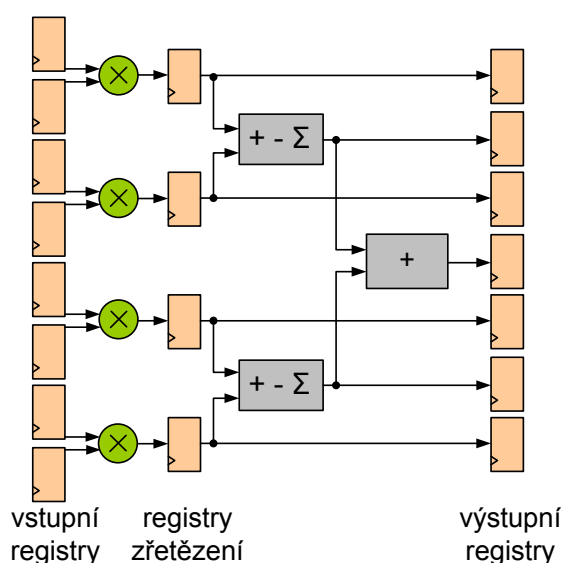 + - Σ
+
+ - Σ
vstupní registry výstupní
registry zřetězení registry